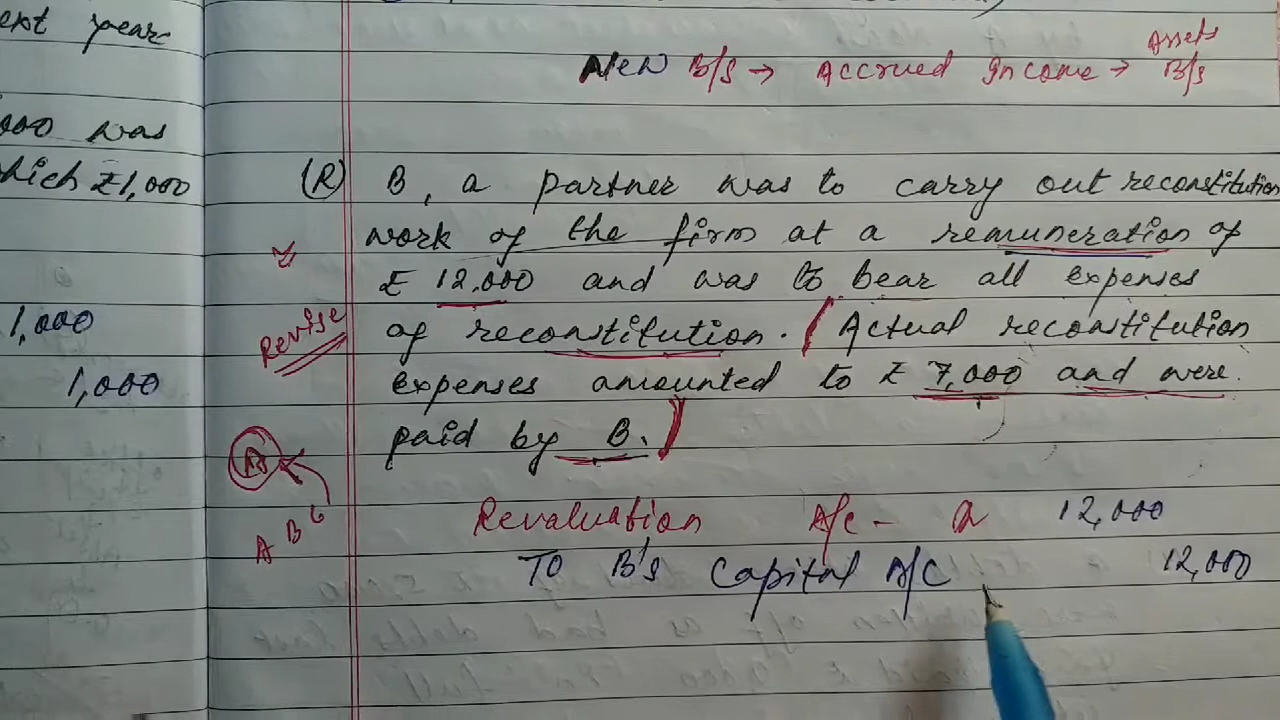 ext year
New B/s → Accrued Income → Assets B/s
000 was
hich ₹1,000
(R) B, a partner was to carry out reconstitution
work of the firm at a remuneration of
₹ 12,000 and was to bear all expenses
1,000
Revise
of reconstitution. Actual reconstitution
1,000
expenses amounted to ₹ 7,000 and were
paid by B.
A B C
Revaluation A/c - Dr 12,000
To B's Capital A/C 12,000